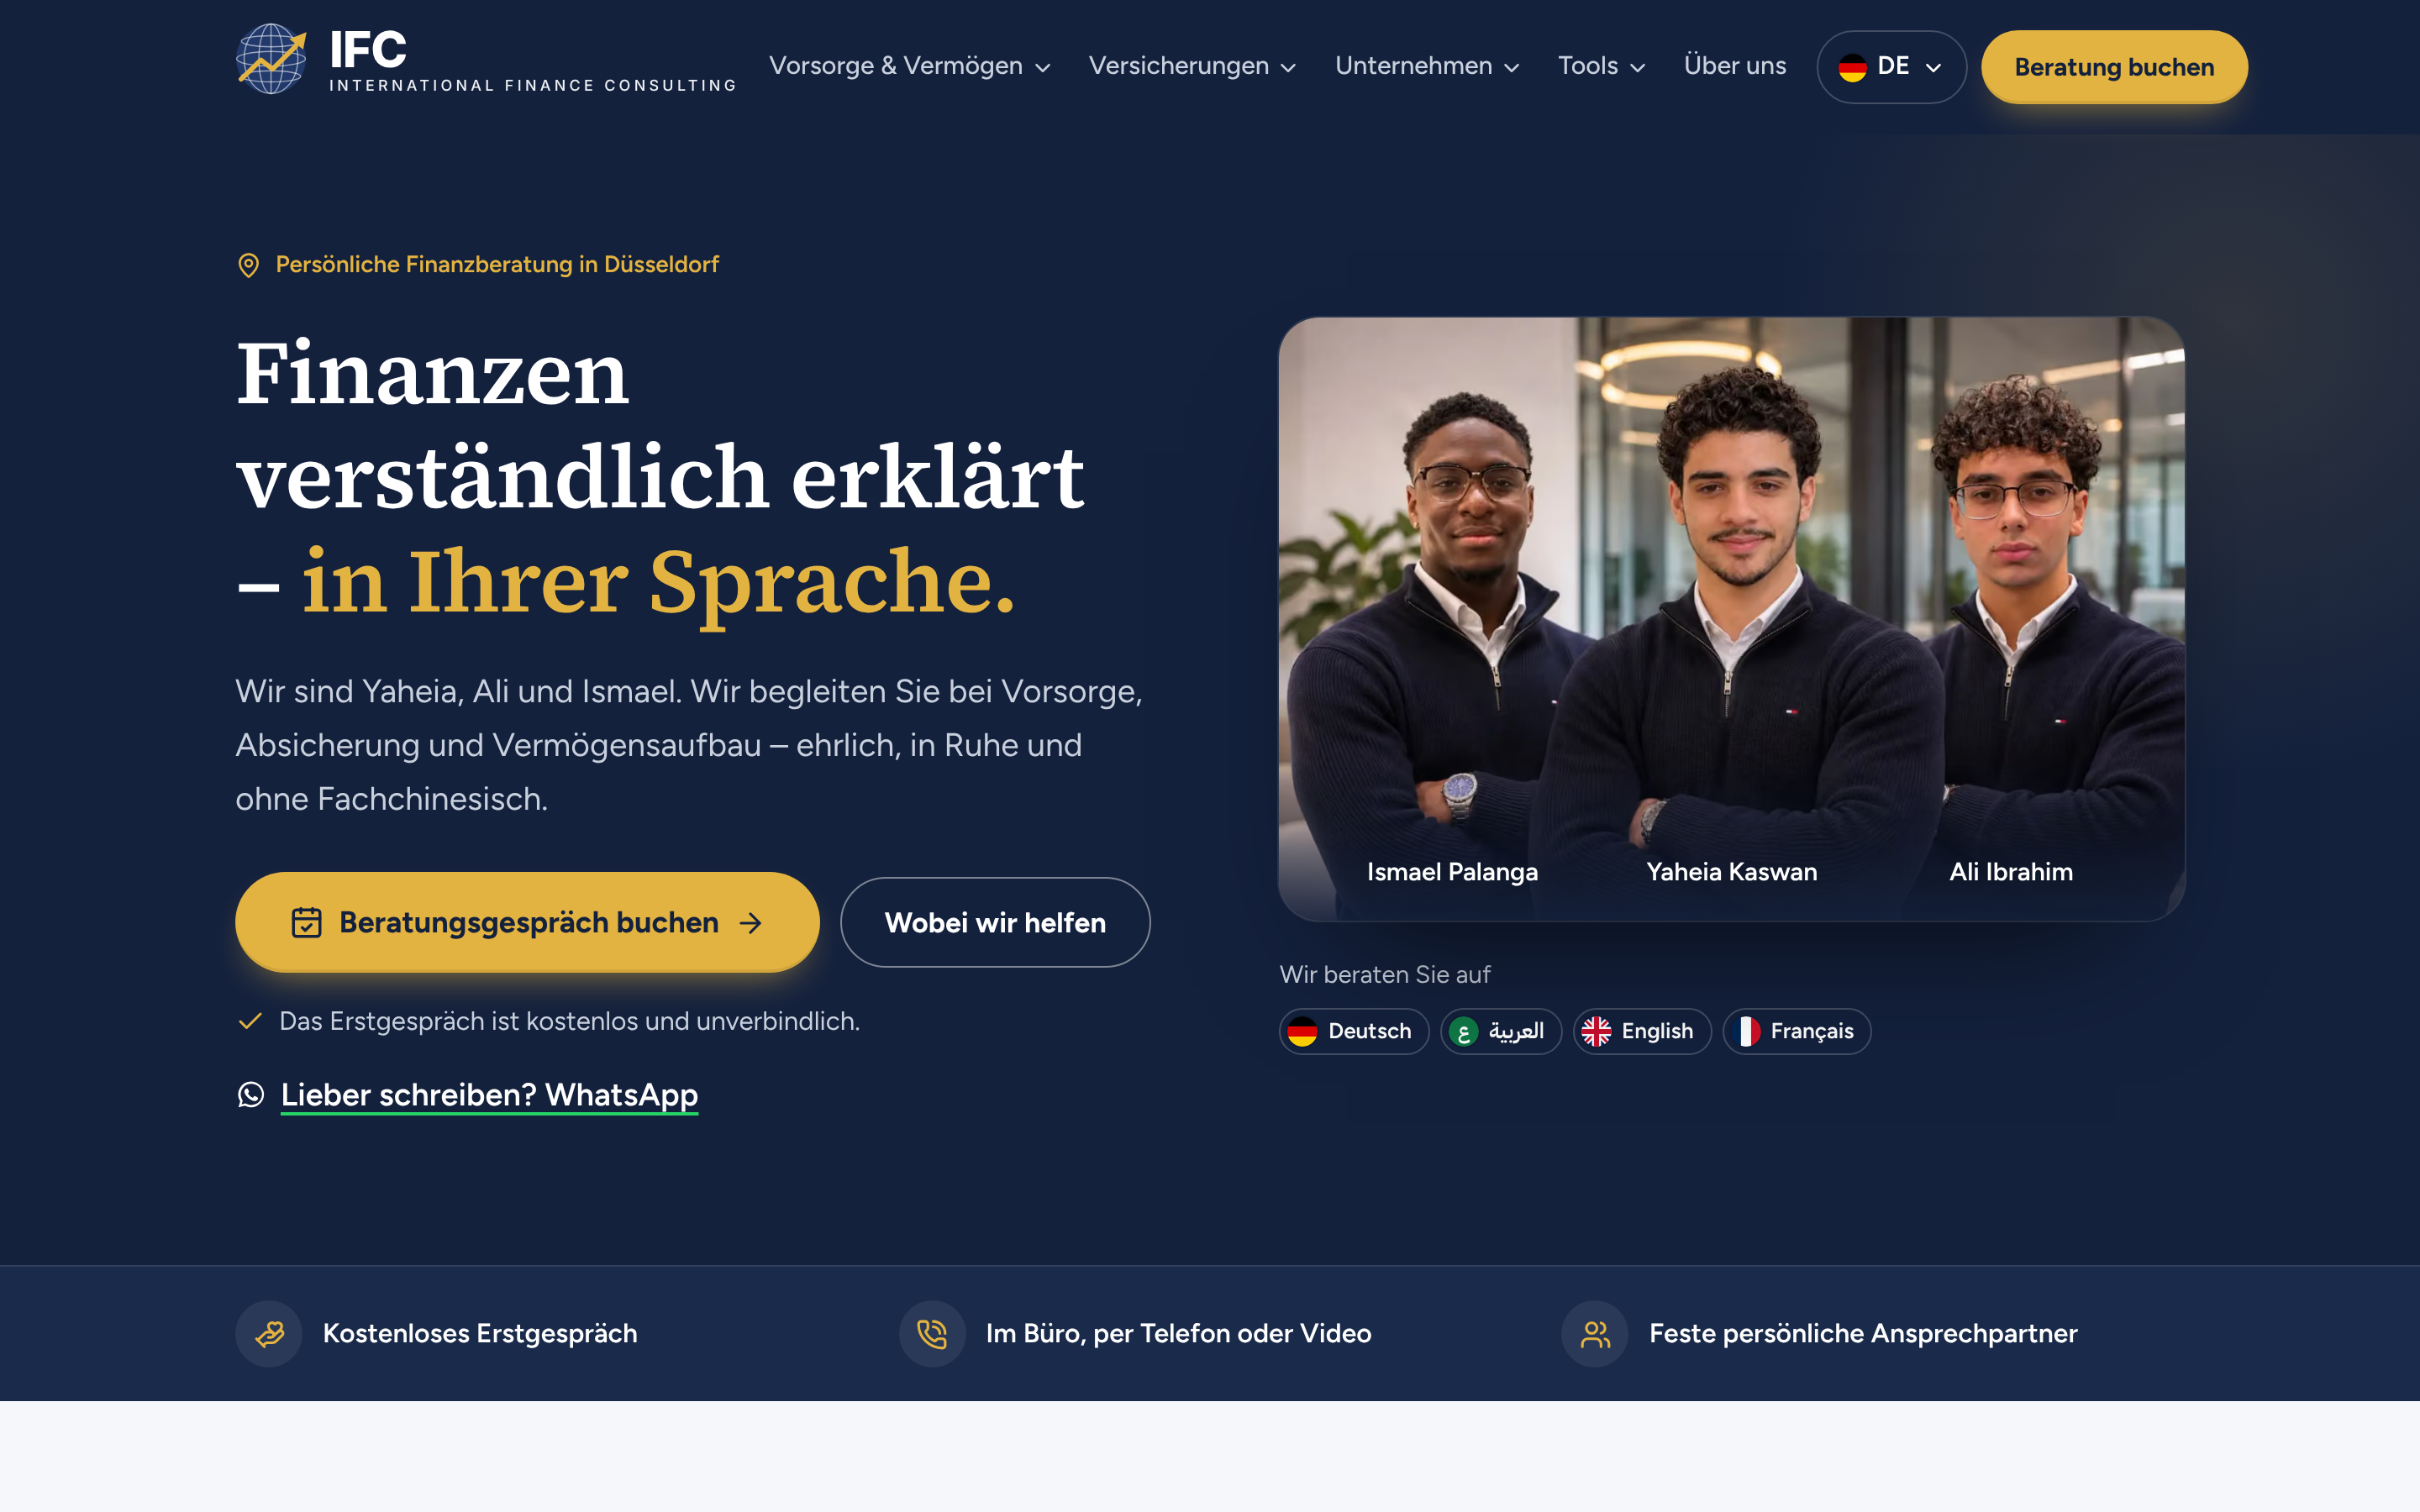 IFC
INTERNATIONAL FINANCE CONSULTING
Vorsorge & Vermögen
Versicherungen
Unternehmen
Tools
Über uns
DE
Beratung buchen
Persönliche Finanzberatung in Düsseldorf
Finanzen
verständlich erklärt
– in Ihrer Sprache.
Wir sind Yaheia, Ali und Ismael. Wir begleiten Sie bei Vorsorge,
Absicherung und Vermögensaufbau – ehrlich, in Ruhe und
ohne Fachchinesisch.
Beratungsgespräch buchen
Wobei wir helfen
Das Erstgespräch ist kostenlos und unverbindlich.
Lieber schreiben? WhatsApp
Ismael Palanga
Yaheia Kaswan
Ali Ibrahim
Wir beraten Sie auf
Deutsch
ع العربية
English
Français
Kostenloses Erstgespräch
Im Büro, per Telefon oder Video
Feste persönliche Ansprechpartner